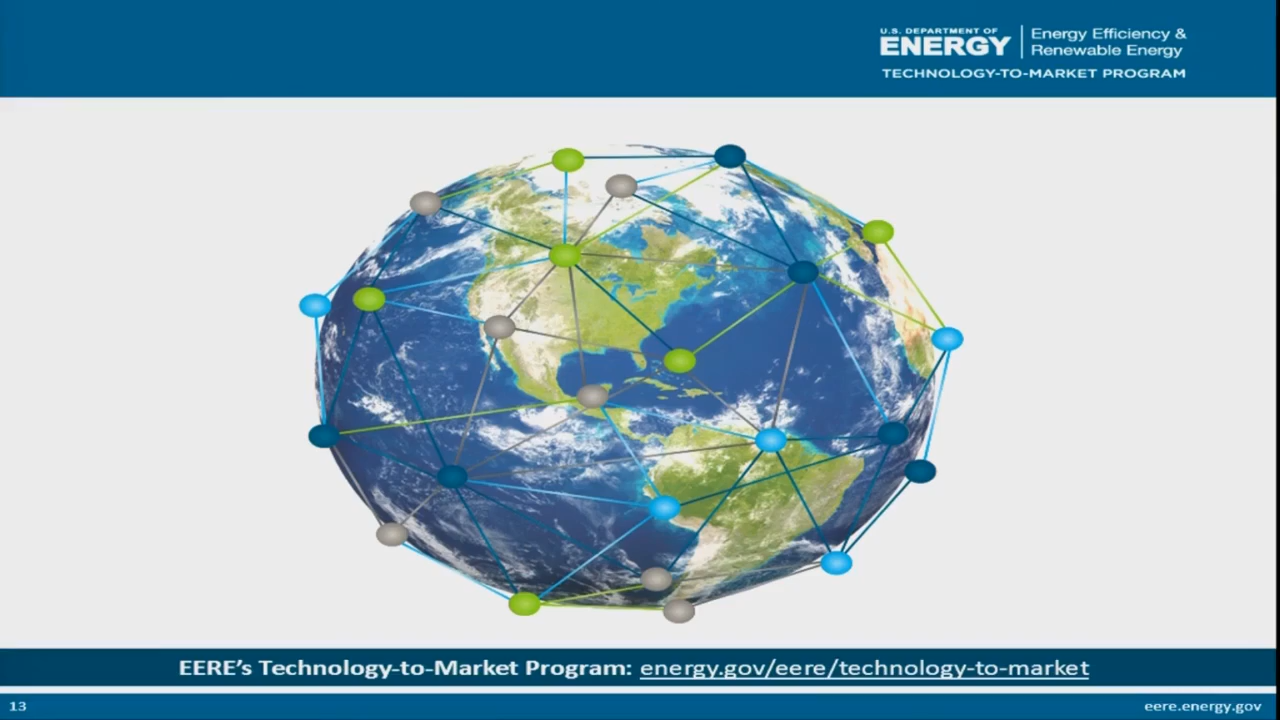 U.S. DEPARTMENT OF
ENERGY
Energy Efficiency &
Renewable Energy
TECHNOLOGY-TO-MARKET PROGRAM
EERE’s Technology-to-Market Program: energy.gov/eere/technology-to-market
13
eere.energy.gov